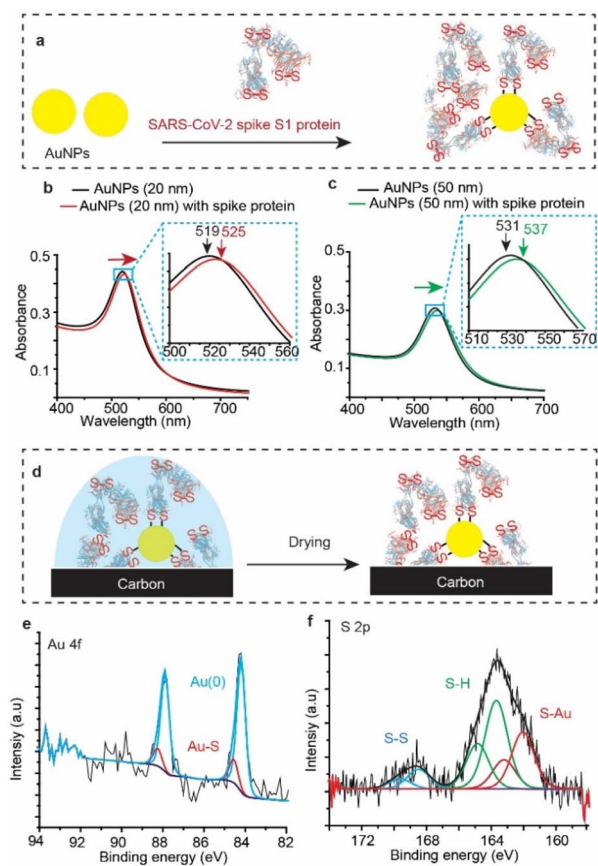 a
S-S
S-S
S-S
SARS-CoV-2 spike S1 protein
AuNPs
b
AuNPs (20 nm)
AuNPs (20 nm) with spike protein
c
AuNPs (50 nm)
AuNPs (50 nm) with spike protein
519
525
500 520 540 560
0.5
0.3
0.1
Absorbance
400 500 600 700
Wavelength (nm)
531
537
510 530 550 570
0.5
0.3
0.1
Absorbance
400 500 600 700
Wavelength (nm)
d
S-S
S-S
S-S
S S
Carbon
Drying
S-S
S-S
S-S
S S
Carbon
e
Au 4f
Au(0)
Au-S
Intensiy (a.u)
94 92 90 88 86 84 82
Binding energy (eV)
f
S 2p
S-H
S-Au
S-S
Intensiy (a.u)
172 168 164 160
Binding energy (eV)